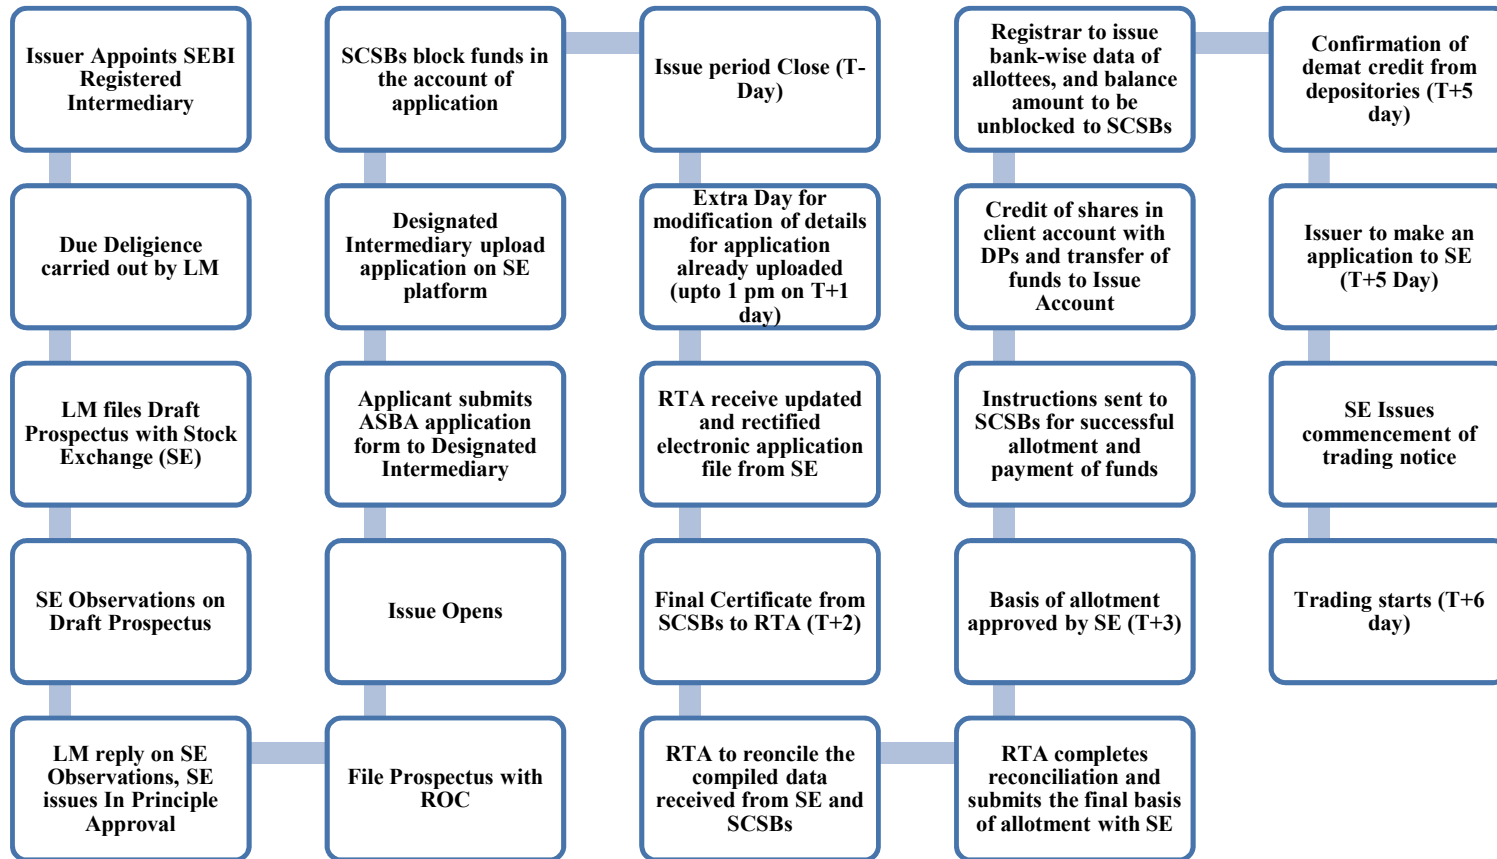 Issuer Appoints SEBI
Registered
Intermediary
Due Deligience
carried out by LM
LM files Draft
Prospectus with Stock
Exchange (SE)
SE Observations on
Draft Prospectus
LM reply on SE
Observations, SE
issues In Principle
Approval
File Prospectus with
ROC
Issue Opens
Applicant submits
ASBA application
form to Designated
Intermediary
Designated
Intermediary upload
application on SE
platform
SCSBs block funds in
the account of
application
Issue period Close (T-
Day)
Extra Day for
modification of details
for application
already uploaded
(upto 1 pm on T+1
day)
RTA receive updated
and rectified
electronic application
file from SE
Final Certificate from
SCSBs to RTA (T+2)
RTA to reconcile the
compiled data
received from SE and
SCSBs
RTA completes
reconciliation and
submits the final basis
of allotment with SE
Basis of allotment
approved by SE (T+3)
Instructions sent to
SCSBs for successful
allotment and
payment of funds
Credit of shares in
client account with
DPs and transfer of
funds to Issue
Account
Registrar to issue
bank-wise data of
allottees, and balance
amount to be
unblocked to SCSBs
Confirmation of
demat credit from
depositories (T+5
day)
Issuer to make an
application to SE
(T+5 Day)
SE Issues
commencement of
trading notice
Trading starts (T+6
day)